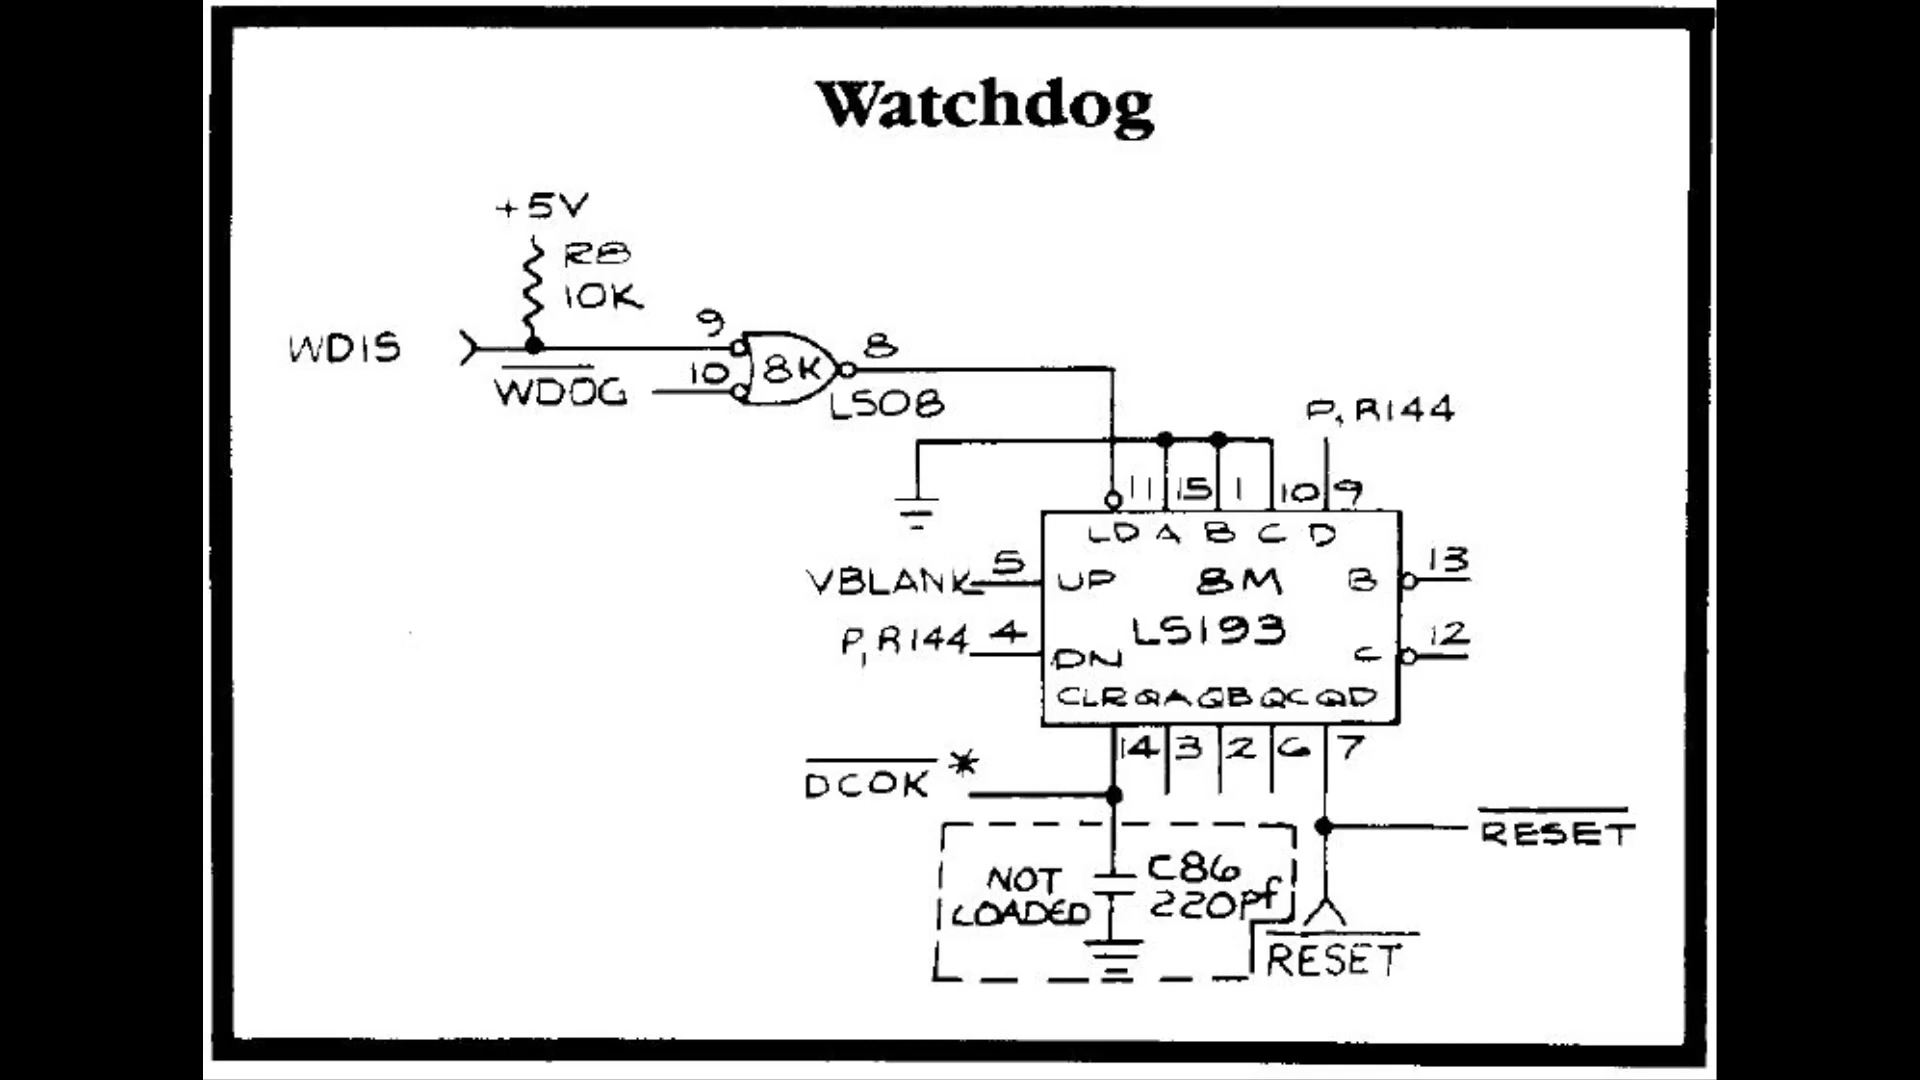 Watchdog
+5V
R8
10K
WDIS
9
8
10
8K
WDOG
LS08
P, R144
11 15 1 10 9
LD A B C D
VBLANK 5 UP 8M B 13
P, R144 4 DN LS193 C 12
CLR QA QB QC QD
14 3 2 6 7
DCOK *
RESET
NOT LOADED
C86
220pf
RESET